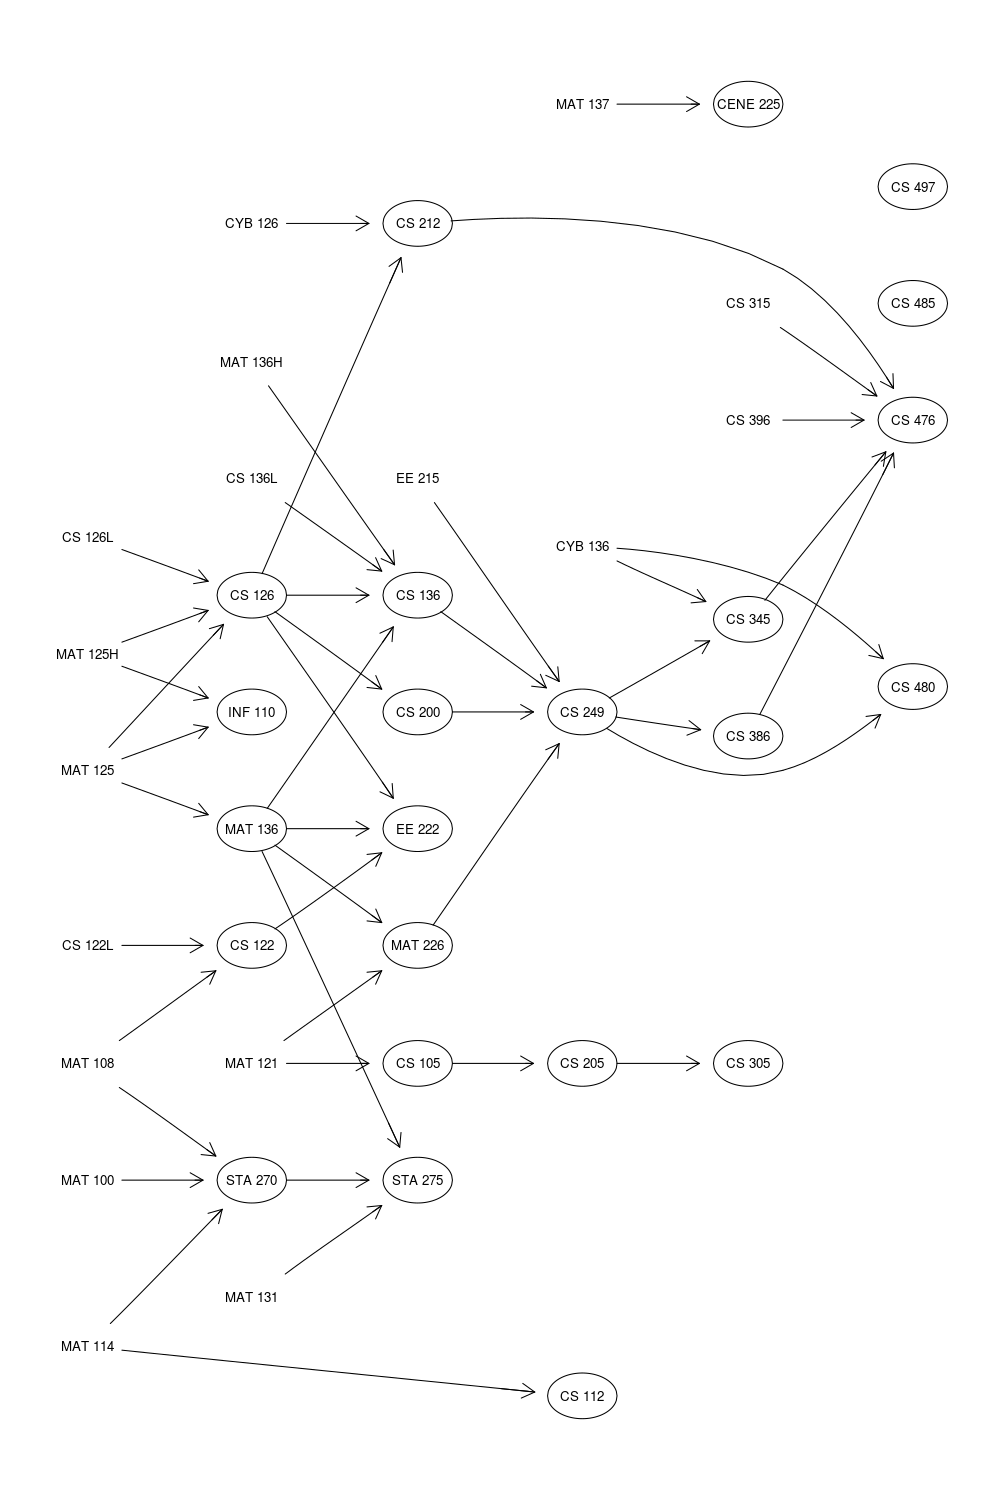 MAT 137
CENE 225
CS 497
CYB 126
CS 212
CS 315
CS 485
MAT 136H
CS 396
CS 476
CS 136L
EE 215
CS 126L
CYB 136
CS 126
CS 136
CS 345
MAT 125H
CS 480
INF 110
CS 200
CS 249
CS 386
MAT 125
MAT 136
EE 222
CS 122L
CS 122
MAT 226
MAT 108
MAT 121
CS 105
CS 205
CS 305
MAT 100
STA 270
STA 275
MAT 131
MAT 114
CS 112